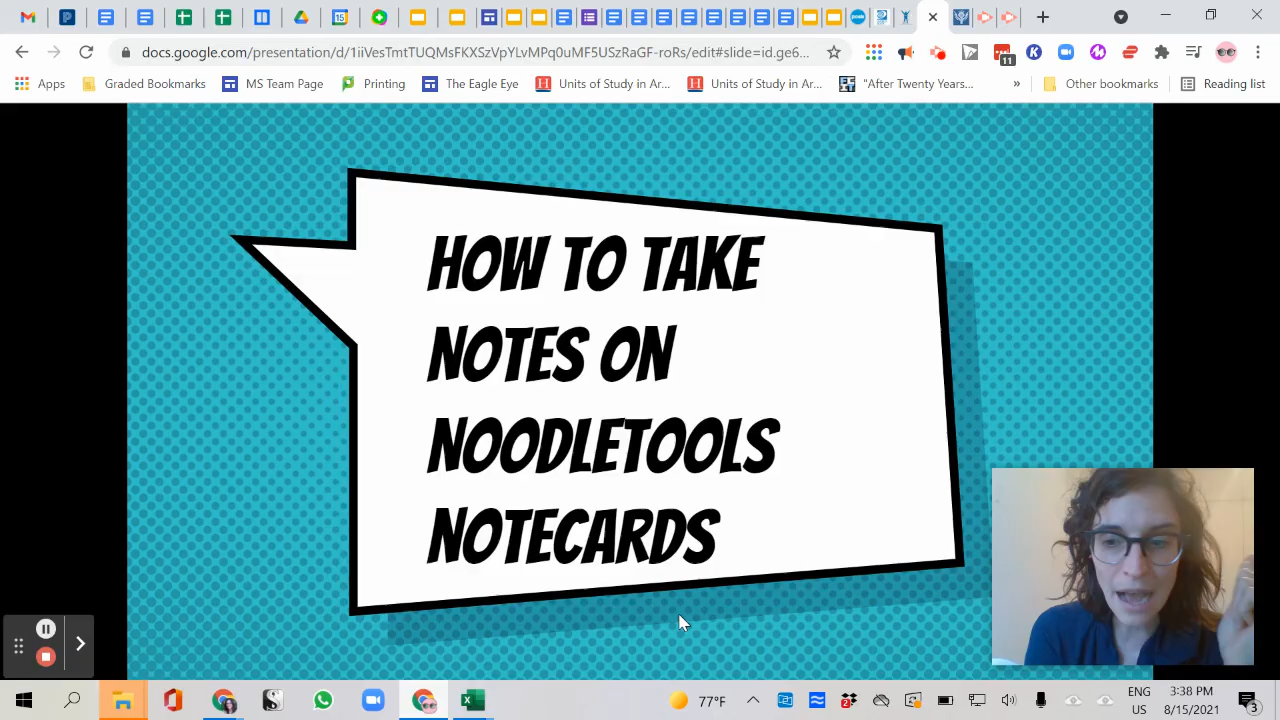 docs.google.com/presentation/d/1iiVesTmtTUQMsFKXSzVpYLvMPq0uMF5USzRaGF-roRs/edit#slide=id.ge6...
11
Apps
Graded Bookmarks
MS Team Page
Printing
The Eagle Eye
Units of Study in Ar...
Units of Study in Ar...
"After Twenty Years...
»
Other bookmarks
Reading list
HOW TO TAKE
NOTES ON
NOODLETOOLS
NOTECARDS
77°F
ENG
US
3:38 PM
8/15/2021